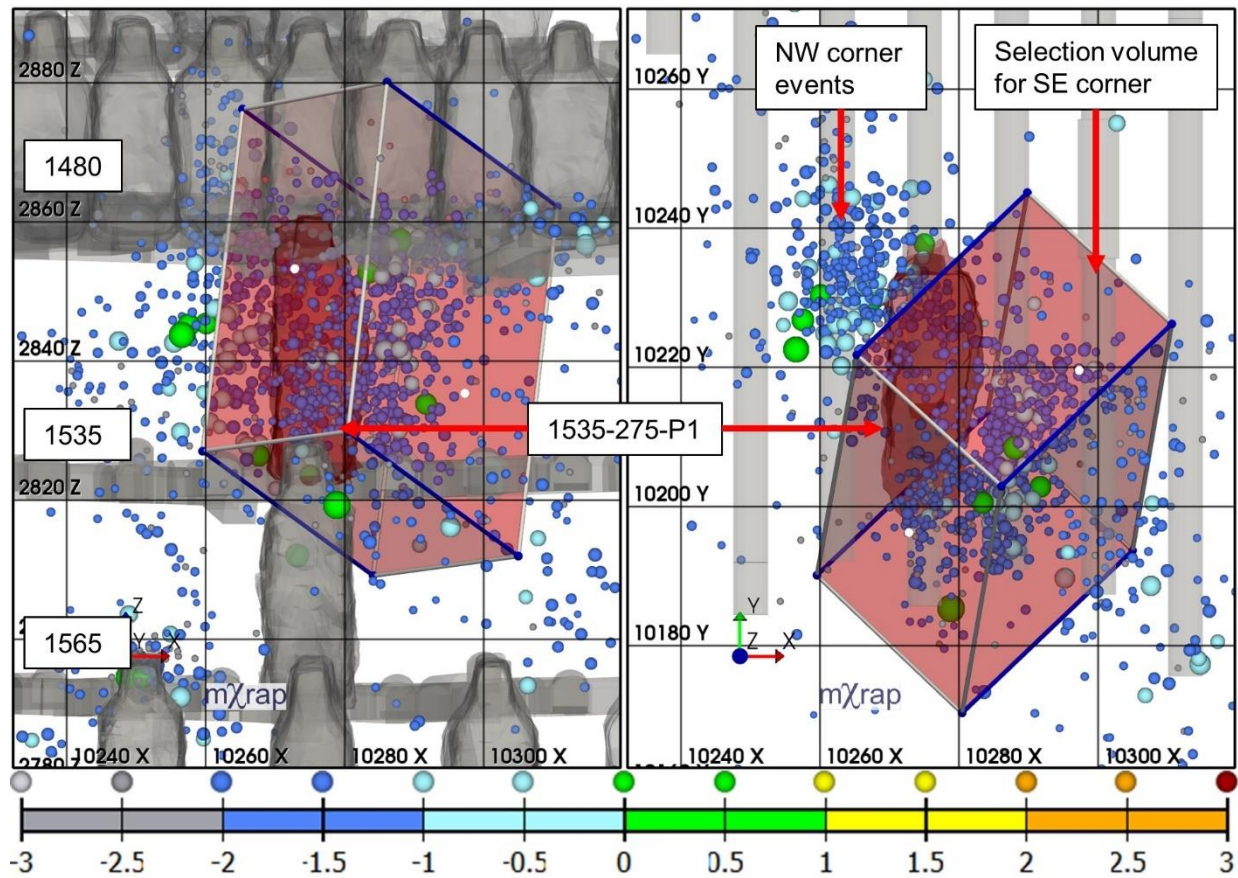 2880 Z
1480
2860 Z
2840 Z
1535
2820 Z
1565
Z
Y X
mχrap
2780 Z
10240 X
10260 X
10280 X
10300 X
NW corner
events
Selection volume
for SE corner
1535-275-P1
10260 Y
10240 Y
10220 Y
10200 Y
10180 Y
Y
Z X
mχrap
10240 X
10260 X
10280 X
10300 X
-3
-2.5
-2
-1.5
-1
-0.5
0
0.5
1
1.5
2
2.5
3